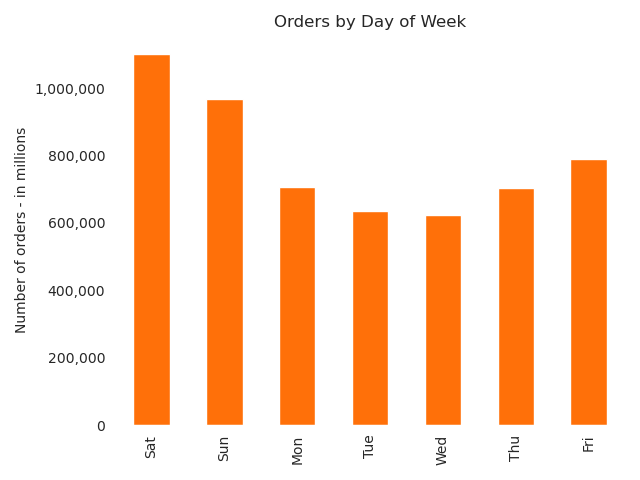 Orders by Day of Week
Number of orders - in millions
1,000,000
800,000
600,000
400,000
200,000
0
Sat
Sun
Mon
Tue
Wed
Thu
Fri